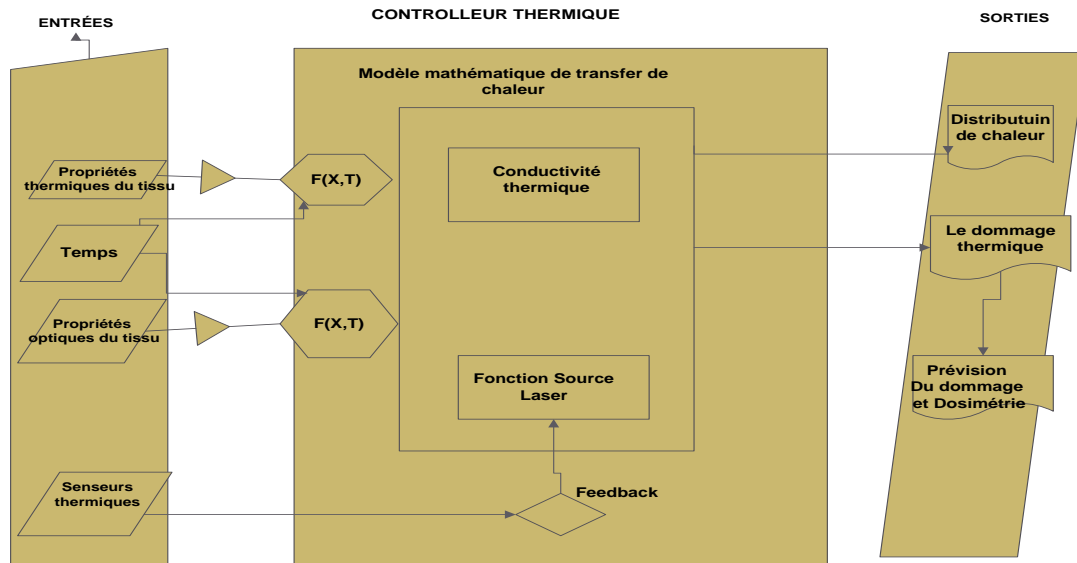 CONTROLLEUR THERMIQUE
ENTRÉES
SORTIES
Modèle mathématique de transfer de
chaleur
Propriétés
thermiques du tissu
F(X,T)
Conductivité
thermique
Distributuin
de chaleur
Temps
Le dommage
thermique
Propriétés
optiques du tissu
F(X,T)
Fonction Source
Laser
Prévision
Du dommage
et Dosimétrie
Senseurs
thermiques
Feedback